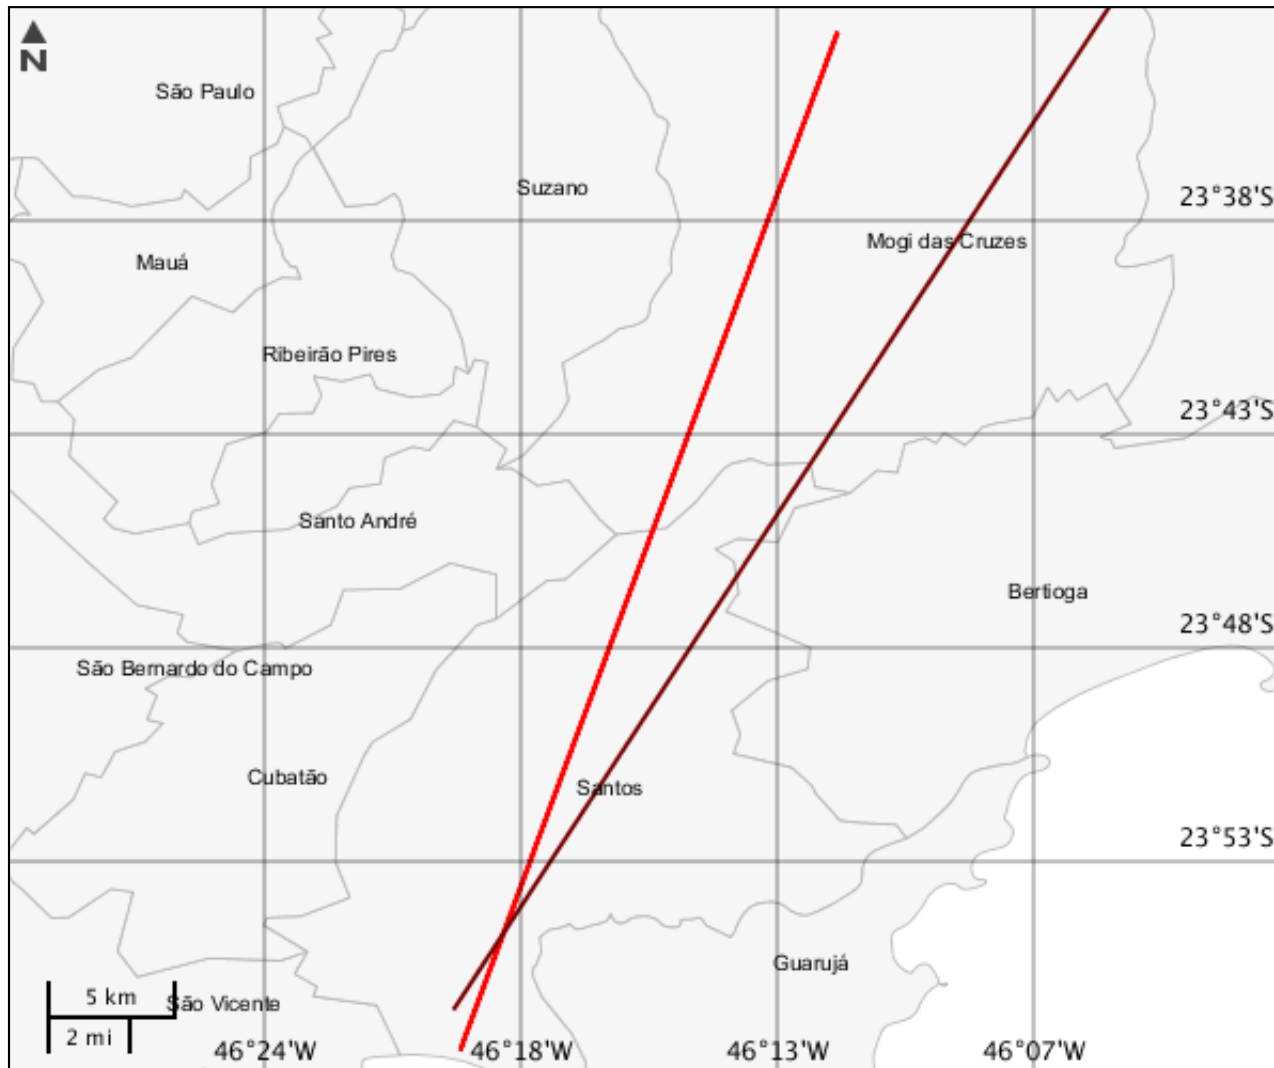 N
São Paulo
Suzano
23°38'S
Mogi das Cruzes
Mauá
Ribeirão Pires
23°43'S
Santo André
Bertioga
23°48'S
São Bernardo do Campo
Cubatão
Santos
23°53'S
Guarujá
5 km
São Vicente
2 mi
46°24'W
46°18'W
46°13'W
46°07'W